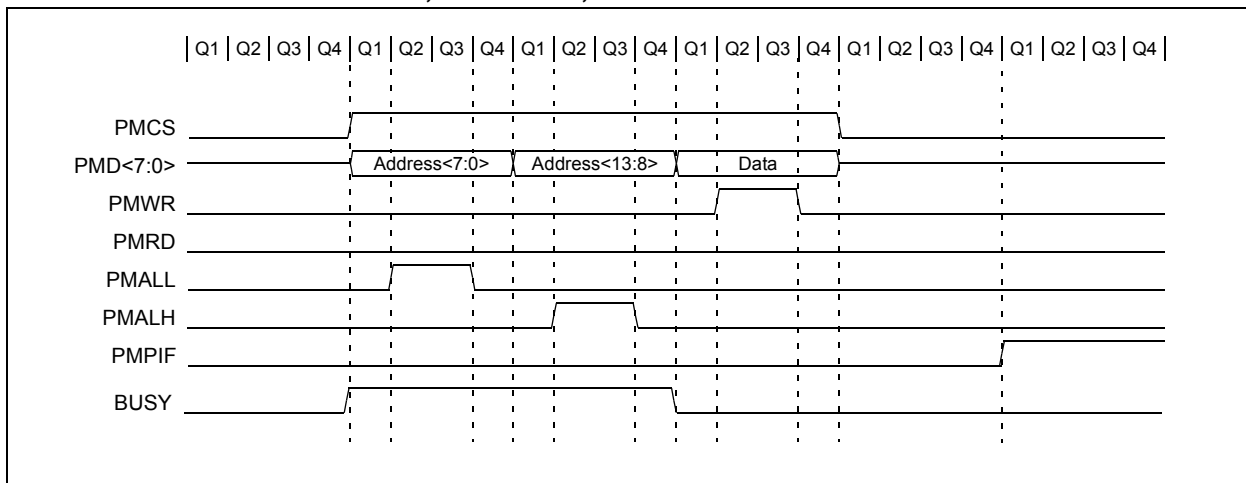 Q1 Q2 Q3 Q4 Q1 Q2 Q3 Q4 Q1 Q2 Q3 Q4 Q1 Q2 Q3 Q4 Q1 Q2 Q3 Q4 Q1 Q2 Q3 Q4
PMCS
PMD<7:0> Address<7:0> Address<13:8> Data
PMWR
PMRD
PMALL
PMALH
PMPIF
BUSY